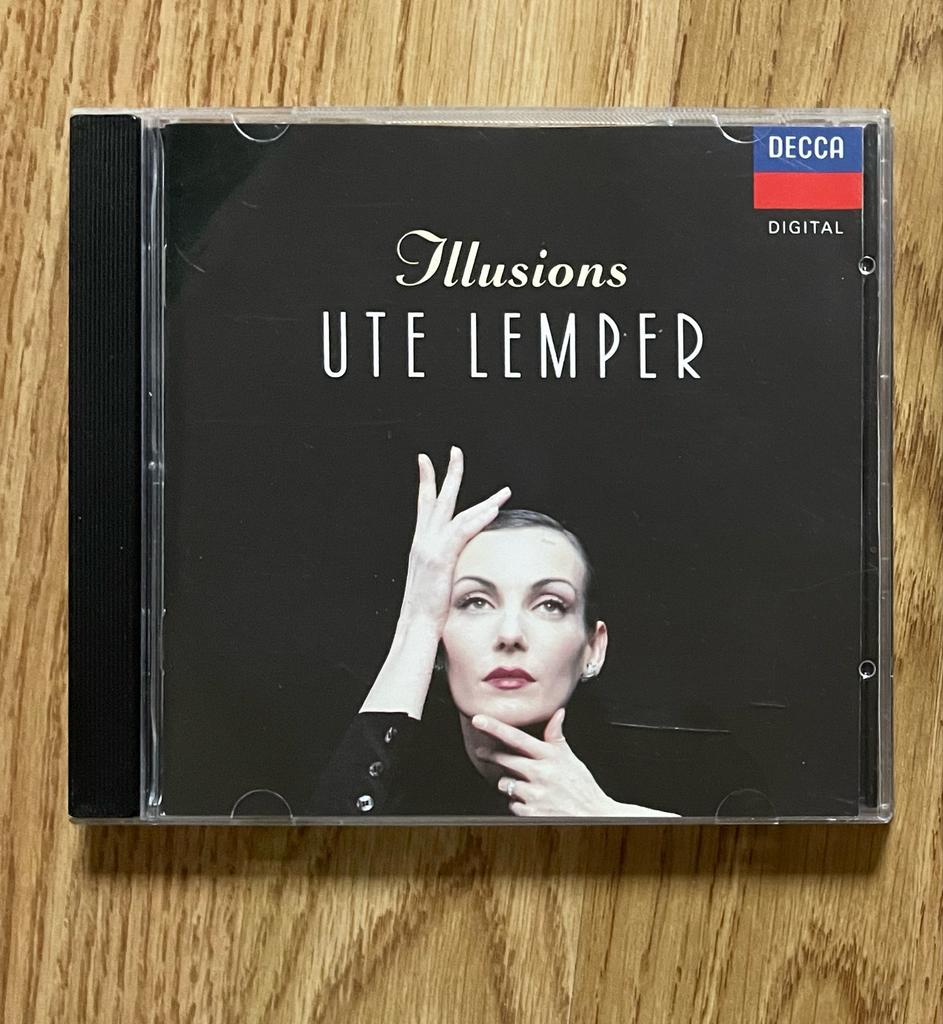 DECCA
DIGITAL
Illusions
UTE LEMPER